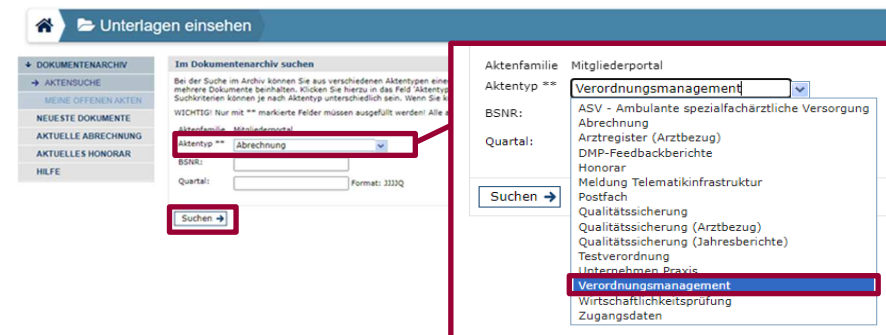 Unterlagen einsehen
DOKUMENTENARCHIV
AKTENSUCHE
MEINE OFFENEN AKTEN
NEUESTE DOKUMENTE
AKTUELLE ABRECHNUNG
AKTUELLES HONORAR
HILFE
Im Dokumentenarchiv suchen
Bei der Suche im Archiv können Sie aus verschiedenen Aktentypen eine
mehrere Dokumente beinhalten. Klicken Sie hierzu in das Feld 'Aktentyp
Suchkriterien können je nach Aktentyp unterschiedlich sein. Wenn Sie k
WICHTIG! Nur mit ** markierte Felder müssen ausgefüllt werden! Alle a
Aktenfamilie Mitgliederportal
Aktentyp ** Abrechnung
BSNR:
Quartal: Format: JJJJQ
Suchen
Aktenfamilie Mitgliederportal
Aktentyp ** Verordnungsmanagement
BSNR:
Quartal:
Suchen
ASV - Ambulante spezialfachärztliche Versorgung
Abrechnung
Arztregister (Arztbezug)
DMP-Feedbackberichte
Honorar
Meldung Telematikinfrastruktur
Postfach
Qualitätssicherung
Qualitätssicherung (Arztbezug)
Qualitätssicherung (Jahresberichte)
Testverordnung
Unternehmen Praxis
Verordnungsmanagement
Wirtschaftlichkeitsprüfung
Zugangsdaten